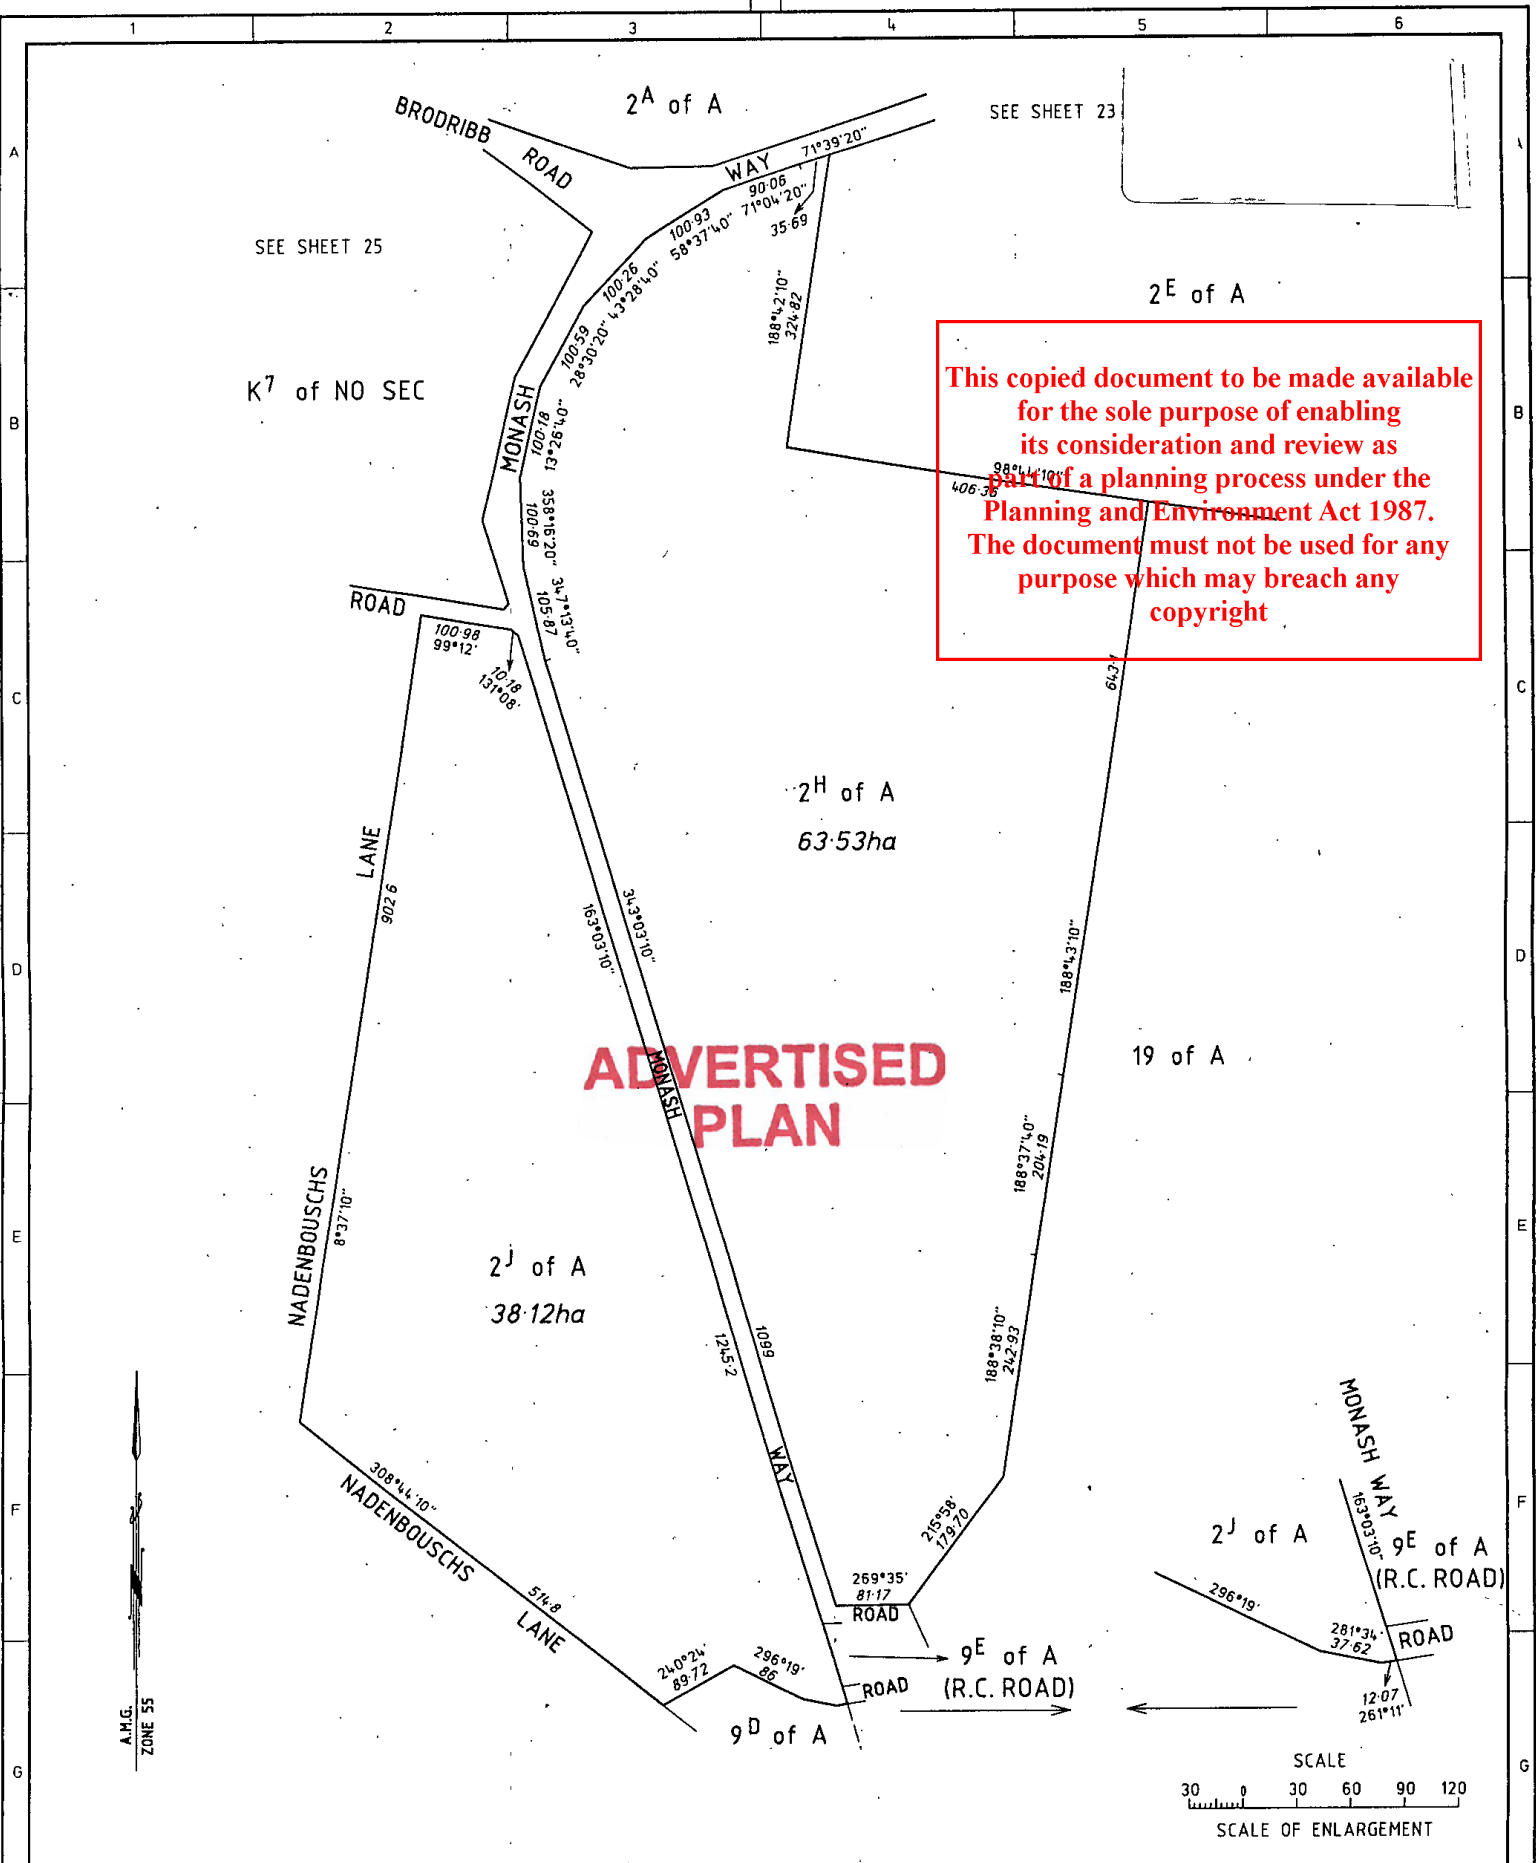 1 2 3 4 5 6
A
B
C
D
E
F
G
A
B
C
D
E
F
G
2A of A
SEE SHEET 23
BRODRIBB
ROAD
WAY
71°39'20"
90·06
71°04'20"
35·69
100·93
58°37'40"
100·26
43°28'40"
100·59
28°30'20"
100·18
13°26'40"
MONASH
358°16'20"
100·69
347°13'40"
105·87
SEE SHEET 25
188°42'10"
324·82
2E of A
K7 of NO SEC
This copied document to be made available
for the sole purpose of enabling
its consideration and review as
part of a planning process under the
Planning and Environment Act 1987.
The document must not be used for any
purpose which may breach any
copyright
406·36
ROAD
100·98
99°12'
10·18
131°08'
643·1
2H of A
63·53ha
LANE
902·6
163°03'10"
343°03'10"
188°43'10"
ADVERTISED
PLAN
MONASH
19 of A
188°37'40"
204·19
NADENBOUSCHS
8°37'10"
2J of A
38·12ha
1245·2
1099
188°38'10"
242·93
WAY
308°44'10"
NADENBOUSCHS
514·8
LANE
215°58'
179·70
269°35'
81·17
ROAD
240°24'
89·72
296°19'
86
ROAD
9E of A
(R.C. ROAD)
9D of A
MONASH WAY
163°03'10"
2J of A
9E of A
(R.C. ROAD)
296°19'
281°34'
37·62
ROAD
12·07
261°11'
A.M.G.
ZONE 55
SCALE
30 0 30 60 90 120
SCALE OF ENLARGEMENT